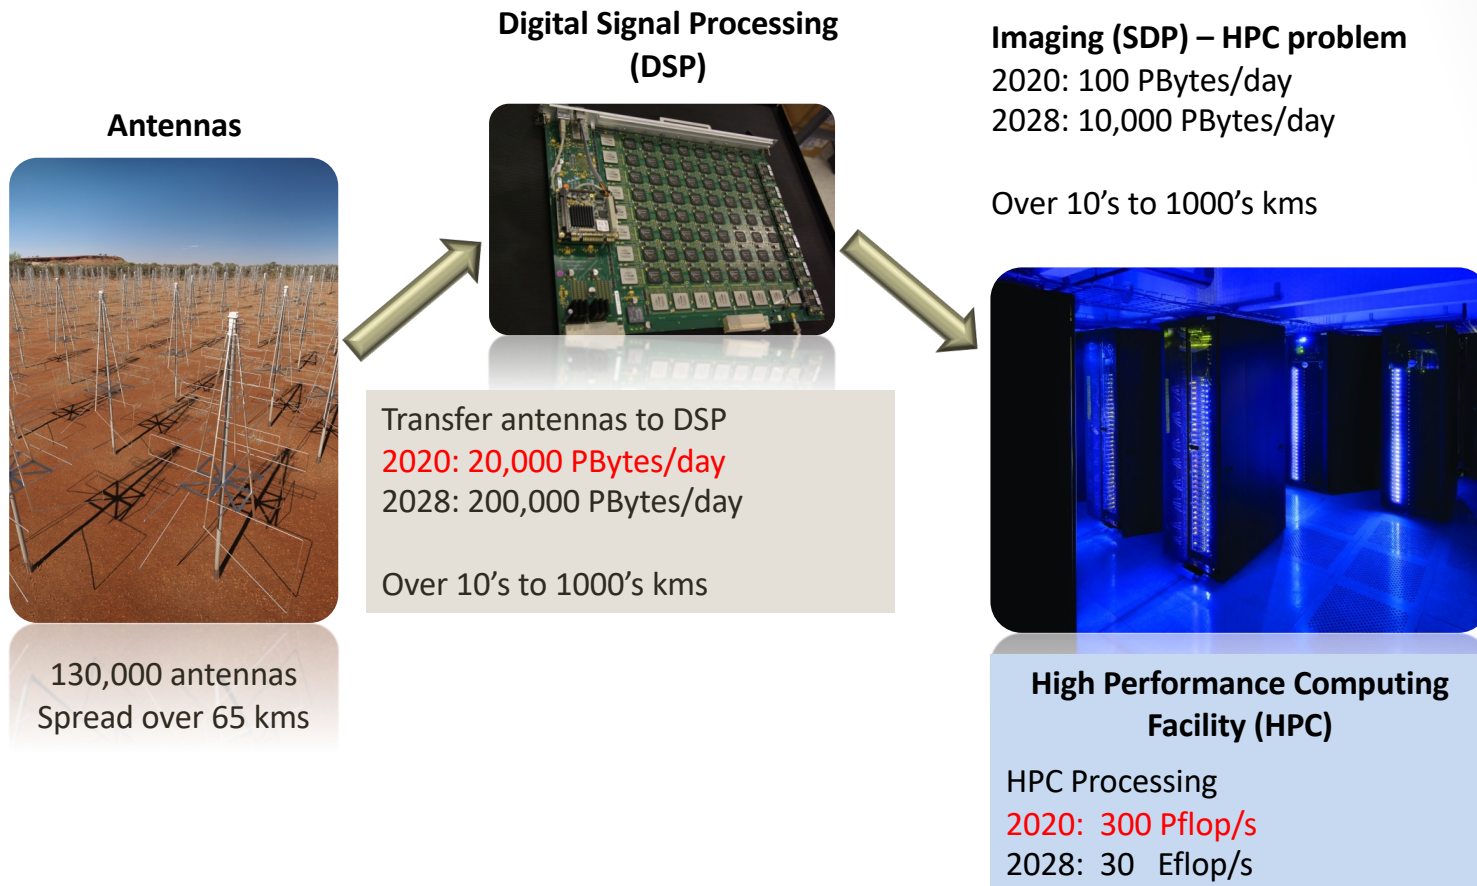 Antennas
130,000 antennas
Spread over 65 kms
Digital Signal Processing
(DSP)
Transfer antennas to DSP
2020: 20,000 PBytes/day
2028: 200,000 PBytes/day
Over 10’s to 1000’s kms
Imaging (SDP) – HPC problem
2020: 100 PBytes/day
2028: 10,000 PBytes/day
Over 10’s to 1000’s kms
High Performance Computing
Facility (HPC)
HPC Processing
2020:  300 Pflop/s
2028:  30   Eflop/s